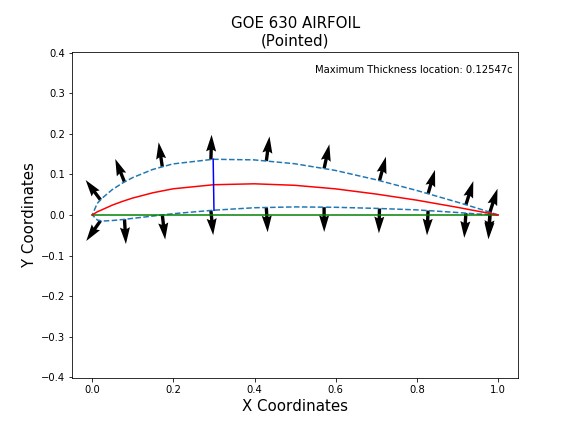 GOE 630 AIRFOIL
(Pointed)
Maximum Thickness location: 0.12547c
Y Coordinates
0.4
0.3
0.2
0.1
0.0
−0.1
−0.2
−0.3
−0.4
0.0 0.2 0.4 0.6 0.8 1.0
X Coordinates